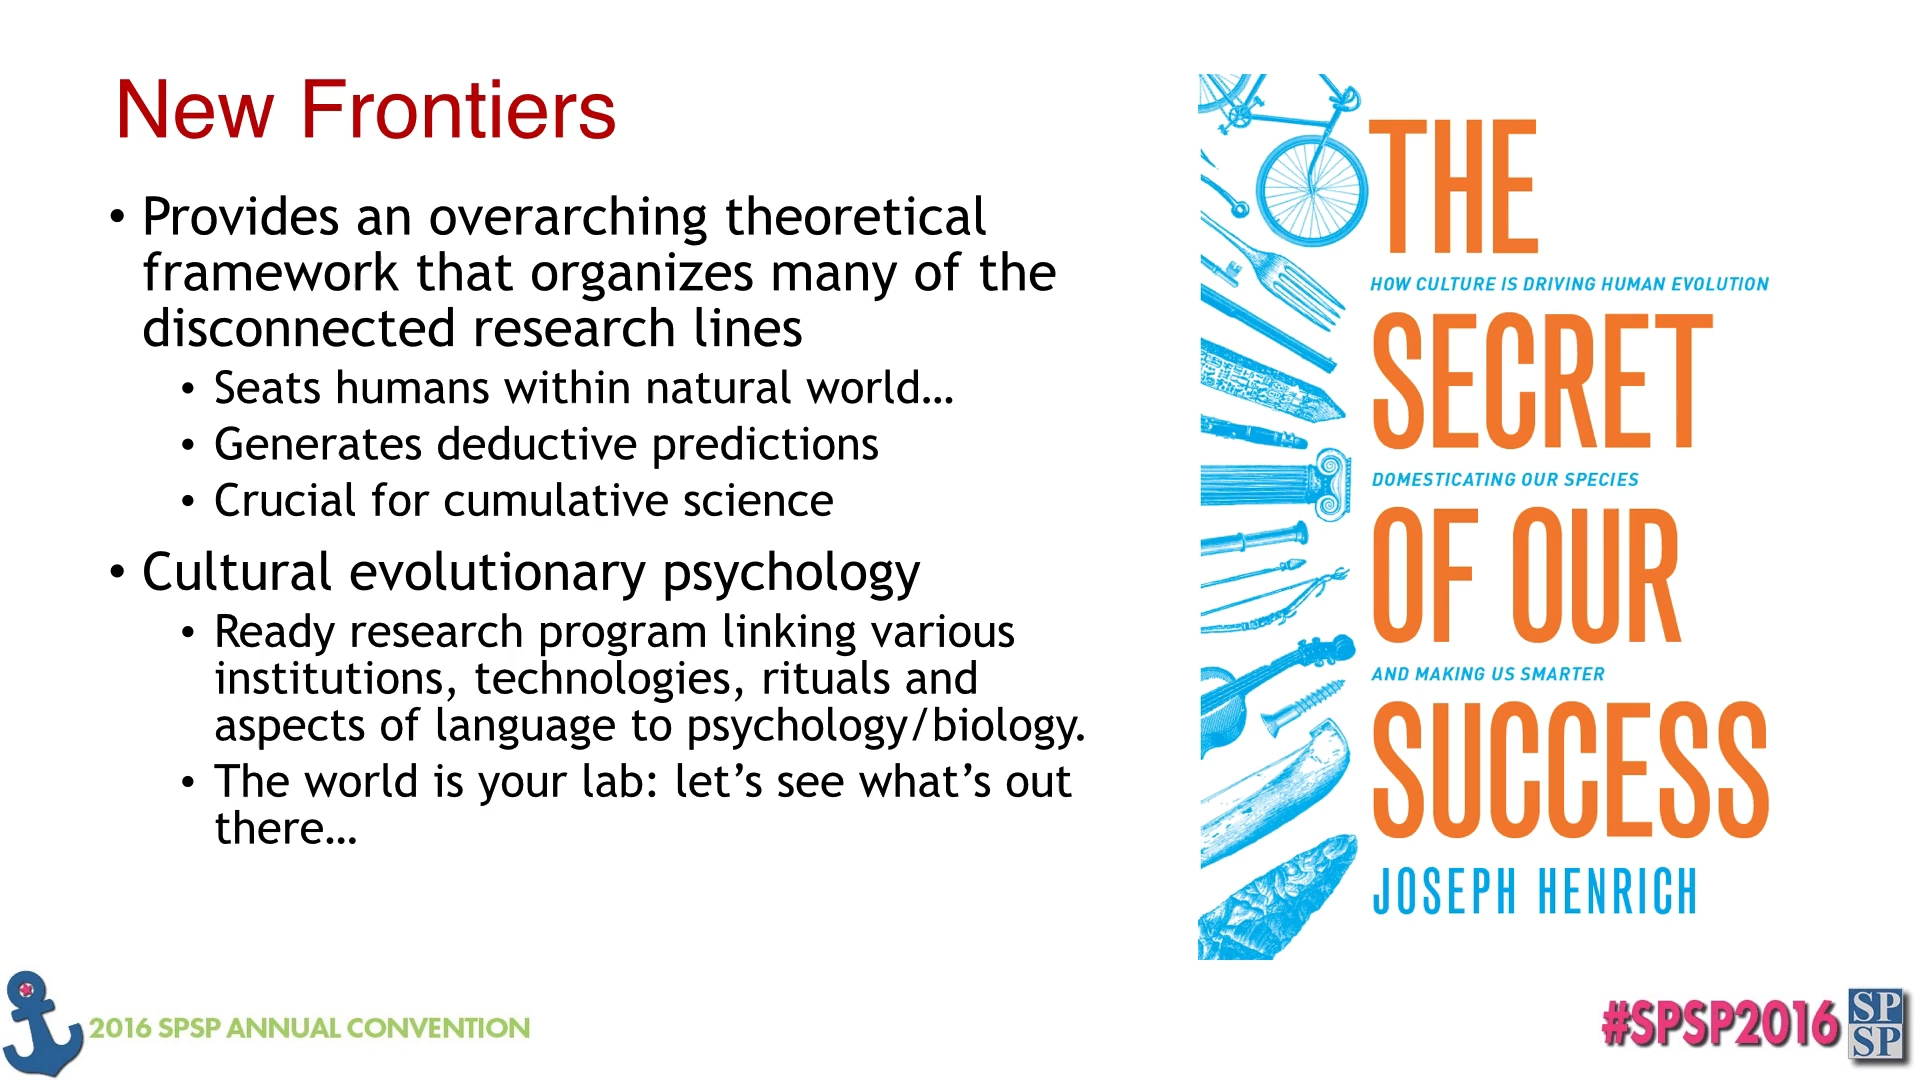 New Frontiers
• Provides an overarching theoretical
framework that organizes many of the
disconnected research lines
• Seats humans within natural world…
• Generates deductive predictions
• Crucial for cumulative science
• Cultural evolutionary psychology
• Ready research program linking various
institutions, technologies, rituals and
aspects of language to psychology/biology.
• The world is your lab: let’s see what’s out
there…
THE
HOW CULTURE IS DRIVING HUMAN EVOLUTION
SECRET
DOMESTICATING OUR SPECIES
OF OUR
AND MAKING US SMARTER
SUCCESS
JOSEPH HENRICH
2016 SPSP ANNUAL CONVENTION
#SPSP2016
SP
SP